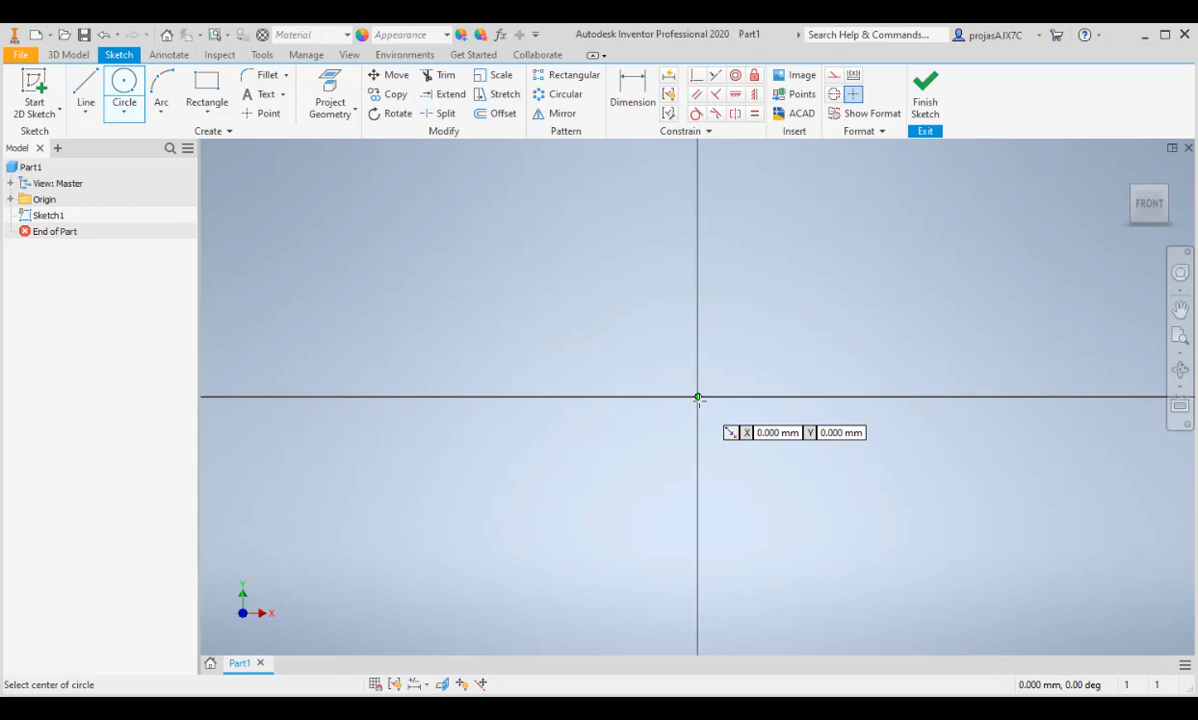 Material Appearance fx Autodesk Inventor Professional 2020 Part1 Search Help & Commands... projasAJX7C
File 3D Model Sketch Annotate Inspect Tools Manage View Environments Get Started Collaborate
Start 2D Sketch
Line
Circle
Arc
Rectangle
Fillet
Text
Point
Project Geometry
Move
Copy
Rotate
Trim
Extend
Split
Scale
Stretch
Offset
Rectangular
Circular
Mirror
Dimension
Image
Points
ACAD
Show Format
Finish Sketch
Sketch Create Modify Pattern Constrain Insert Format Exit
Model
Part1
View: Master
Origin
Sketch1
End of Part
FRONT
X 0.000 mm Y 0.000 mm
Y
X
Part1
Select center of circle 0.000 mm, 0.00 deg 1 1